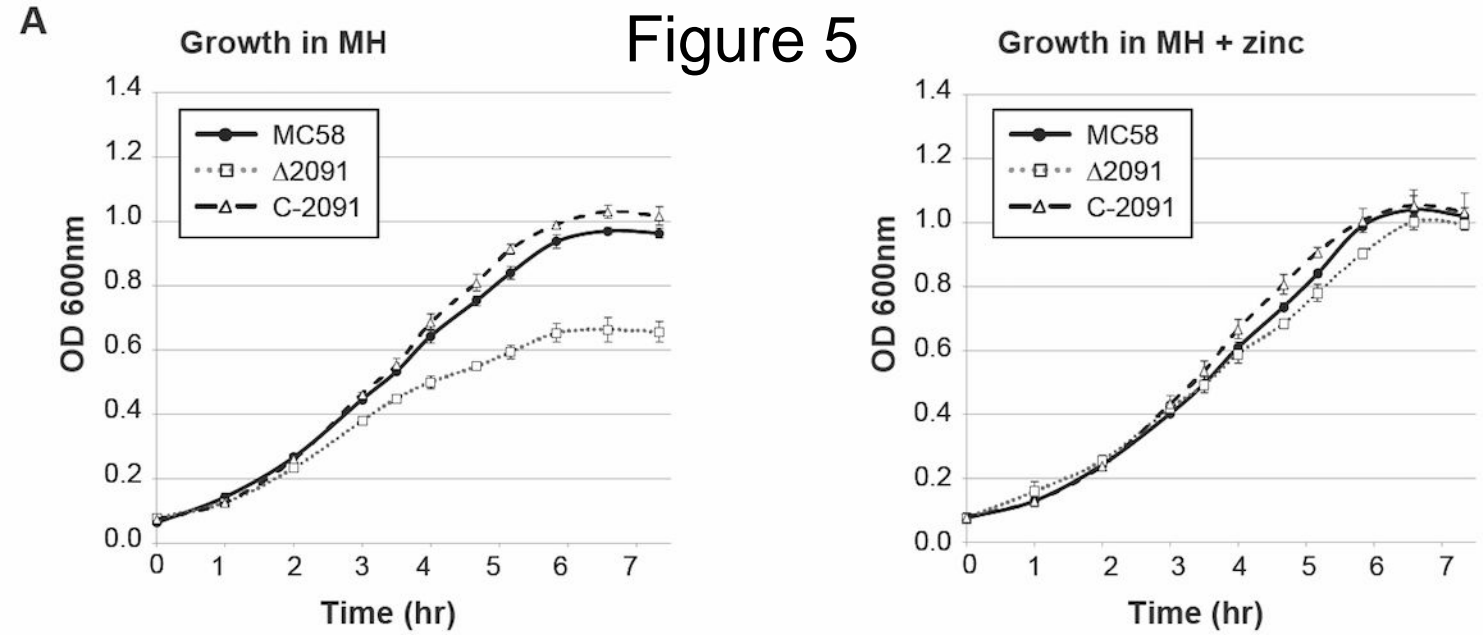 A
Figure 5
Growth in MH
1.4
1.2
1.0
0.8
0.6
0.4
0.2
0.0
OD 600nm
MC58
Δ2091
C-2091
0 1 2 3 4 5 6 7
Time (hr)
Growth in MH + zinc
1.4
1.2
1.0
0.8
0.6
0.4
0.2
0.0
OD 600nm
MC58
Δ2091
C-2091
0 1 2 3 4 5 6 7
Time (hr)